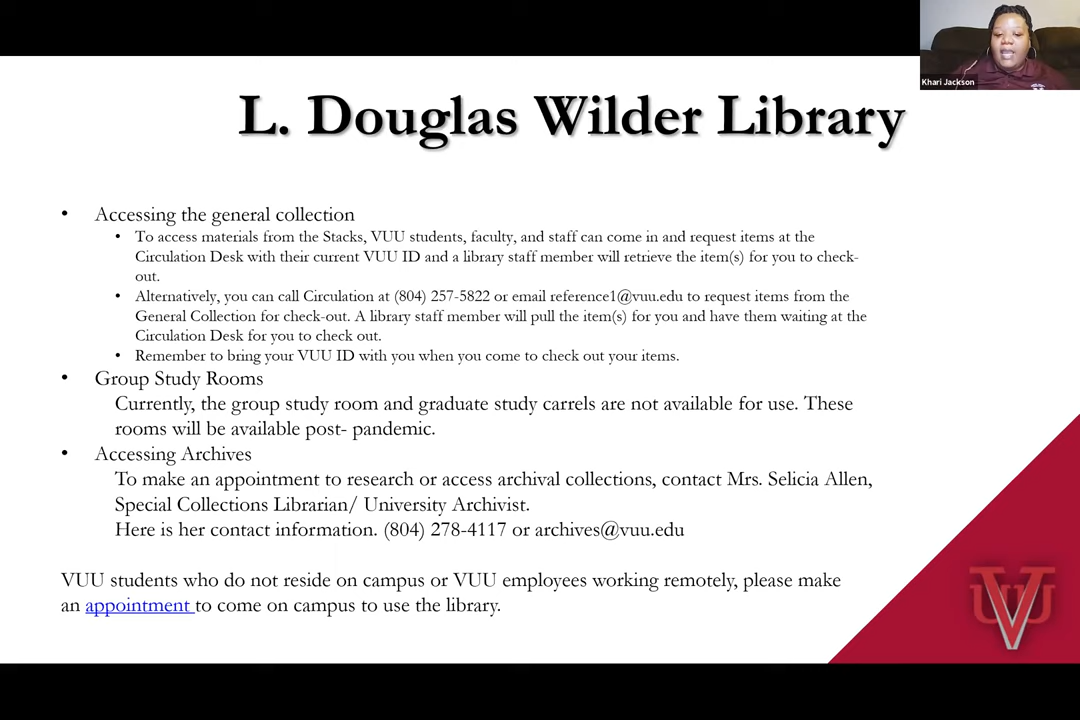 Khari Jackson
L. Douglas Wilder Library
• Accessing the general collection
• To access materials from the Stacks, VUU students, faculty, and staff can come in and request items at the
Circulation Desk with their current VUU ID and a library staff member will retrieve the item(s) for you to check-
out.
• Alternatively, you can call Circulation at (804) 257-5822 or email reference1@vuu.edu to request items from the
General Collection for check-out. A library staff member will pull the item(s) for you and have them waiting at the
Circulation Desk for you to check out.
• Remember to bring your VUU ID with you when you come to check out your items.
• Group Study Rooms
Currently, the group study room and graduate study carrels are not available for use. These
rooms will be available post- pandemic.
• Accessing Archives
To make an appointment to research or access archival collections, contact Mrs. Selicia Allen,
Special Collections Librarian/ University Archivist.
Here is her contact information. (804) 278-4117 or archives@vuu.edu
VUU students who do not reside on campus or VUU employees working remotely, please make
an appointment to come on campus to use the library.
VUU